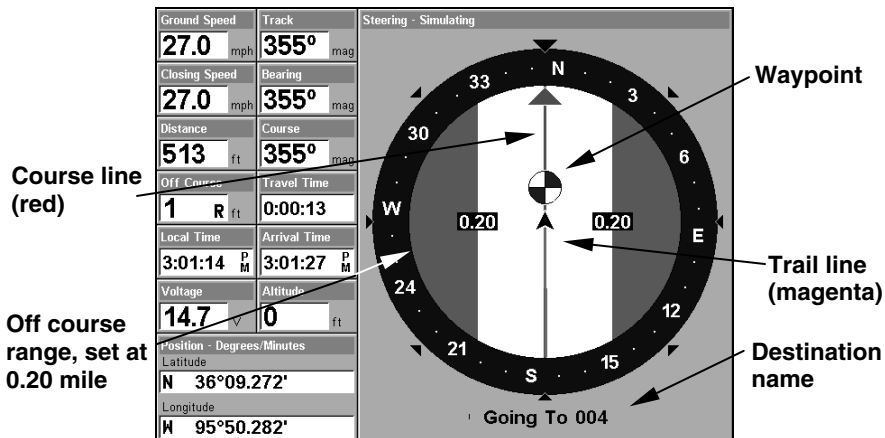 Ground Speed
27.0 mph
Track
355° mag
Closing Speed
27.0 mph
Bearing
355° mag
Distance
513 ft
Course
355° mag
Off Course
1 R ft
Travel Time
0:00:13
Local Time
3:01:14 PM
Arrival Time
3:01:27 PM
Voltage
14.7 V
Altitude
0 ft
Position - Degrees/Minutes
Latitude
N 36°09.272'
Longitude
W 95°50.282'
Steering - Simulating
N
3
6
E
12
15
S
21
24
W
30
33
0.20
0.20
Going To 004
Course line
(red)
Off course
range, set at
0.20 mile
Waypoint
Trail line
(magenta)
Destination
name